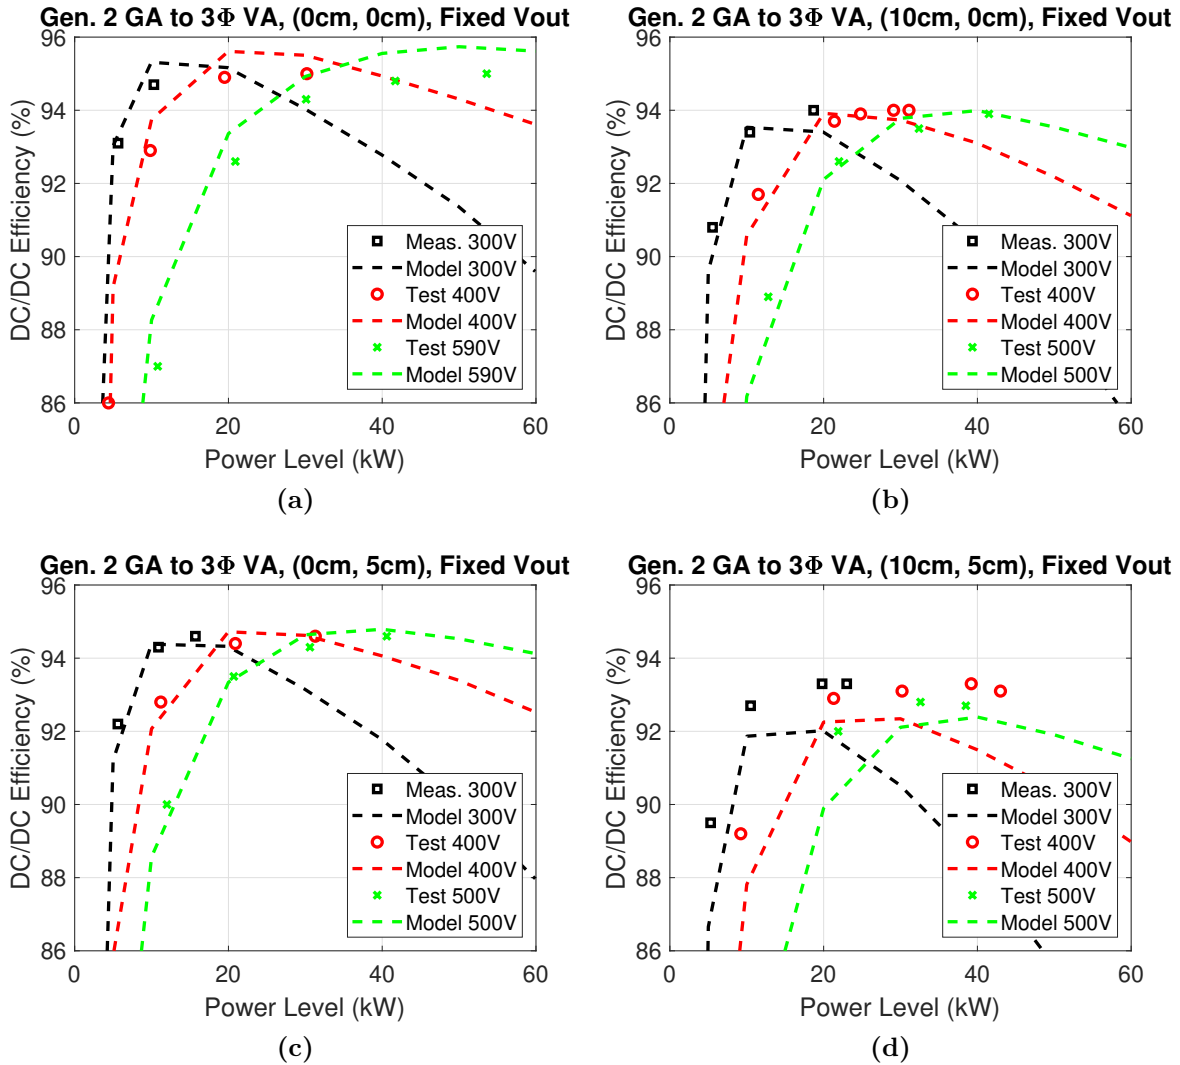 Gen. 2 GA to 3Φ VA, (0cm, 0cm), Fixed Vout
96
94
92
90
88
86
DC/DC Efficiency (%)
Meas. 300V
Model 300V
Test 400V
Model 400V
Test 590V
Model 590V
0 20 40 60
Power Level (kW)
(a)
Gen. 2 GA to 3Φ VA, (10cm, 0cm), Fixed Vout
96
94
92
90
88
86
DC/DC Efficiency (%)
Meas. 300V
Model 300V
Test 400V
Model 400V
Test 500V
Model 500V
0 20 40 60
Power Level (kW)
(b)
Gen. 2 GA to 3Φ VA, (0cm, 5cm), Fixed Vout
96
94
92
90
88
86
DC/DC Efficiency (%)
Meas. 300V
Model 300V
Test 400V
Model 400V
Test 500V
Model 500V
0 20 40 60
Power Level (kW)
(c)
Gen. 2 GA to 3Φ VA, (10cm, 5cm), Fixed Vout
96
94
92
90
88
86
DC/DC Efficiency (%)
Meas. 300V
Model 300V
Test 400V
Model 400V
Test 500V
Model 500V
0 20 40 60
Power Level (kW)
(d)